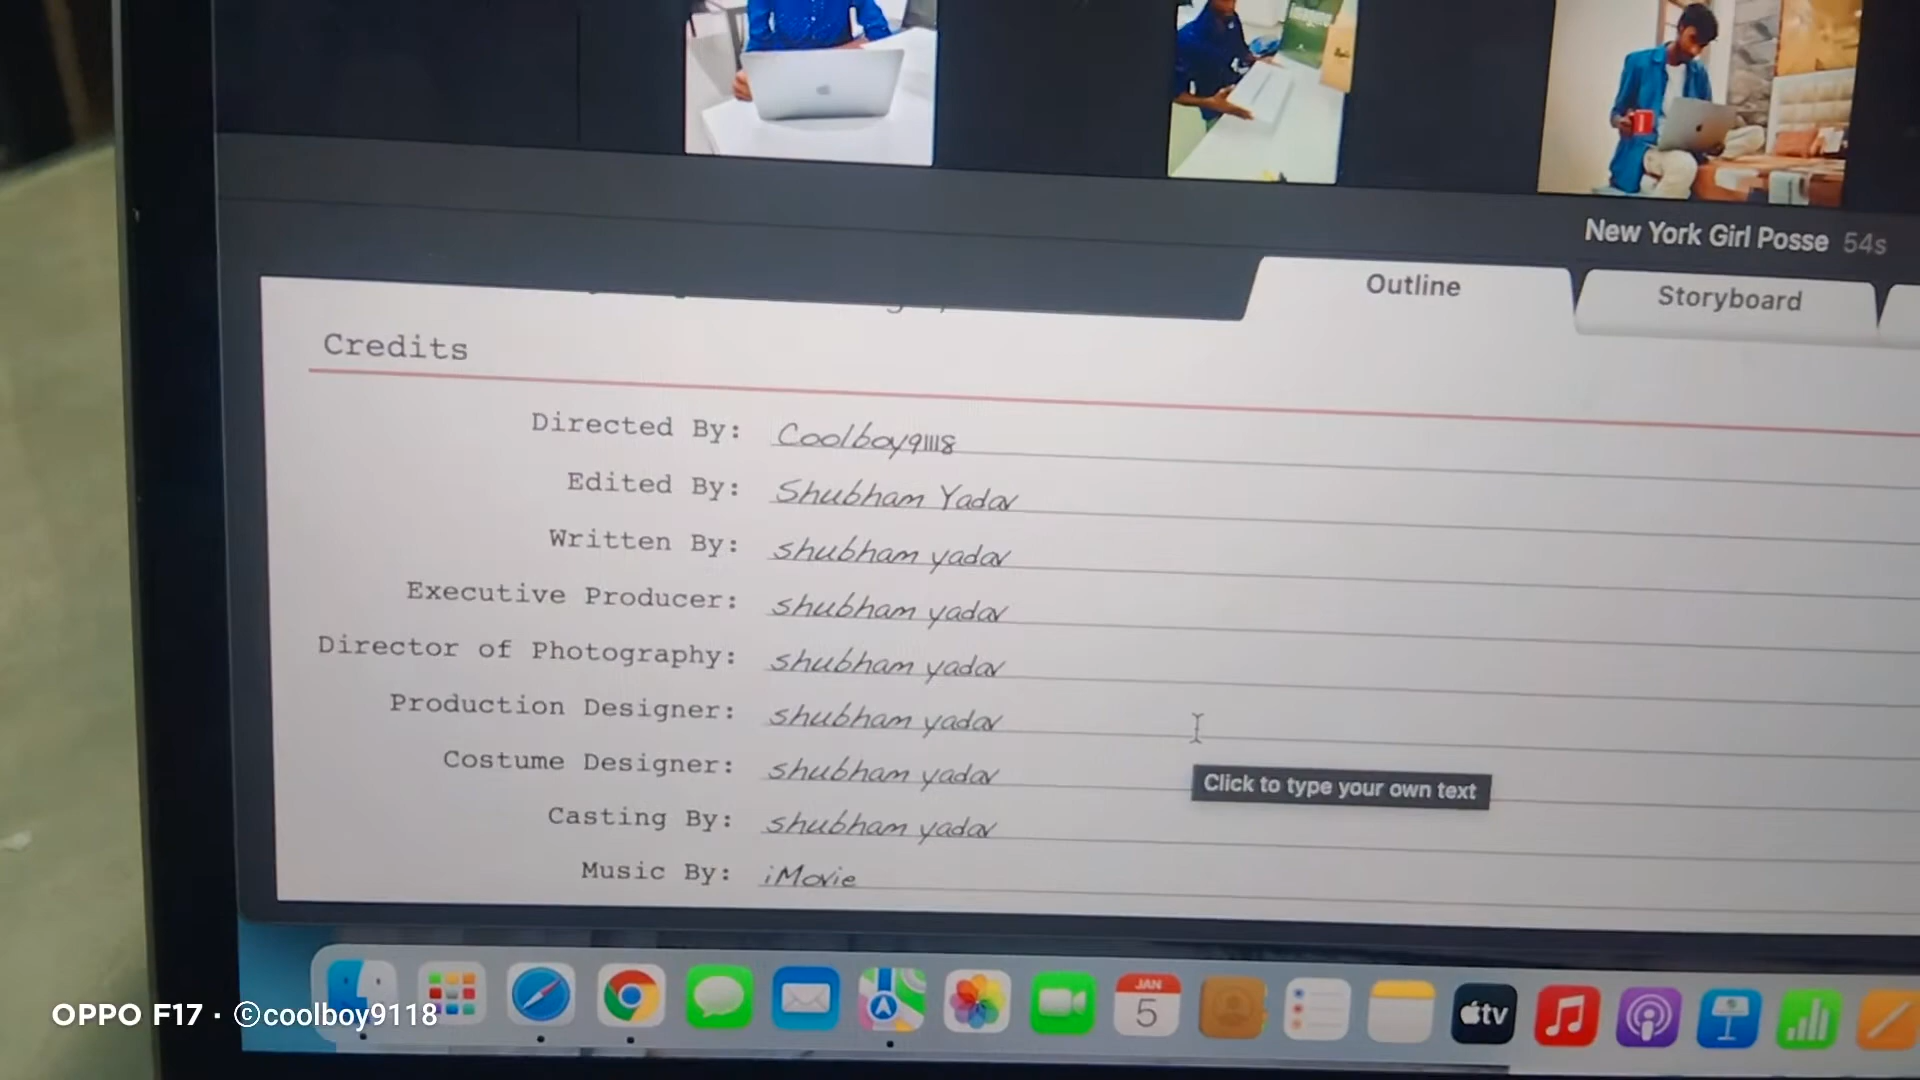 New York Girl Posse 54s
Outline
Storyboard
Credits
Directed By: Coolboy9118
Edited By: Shubham Yadav
Written By: shubham yadav
Executive Producer: shubham yadav
Director of Photography: shubham yadav
Production Designer: shubham yadav
Costume Designer: shubham yadav
Click to type your own text
Casting By: shubham yadav
Music By: iMovie
JAN
5
tv
OPPO F17 · ©coolboy9118